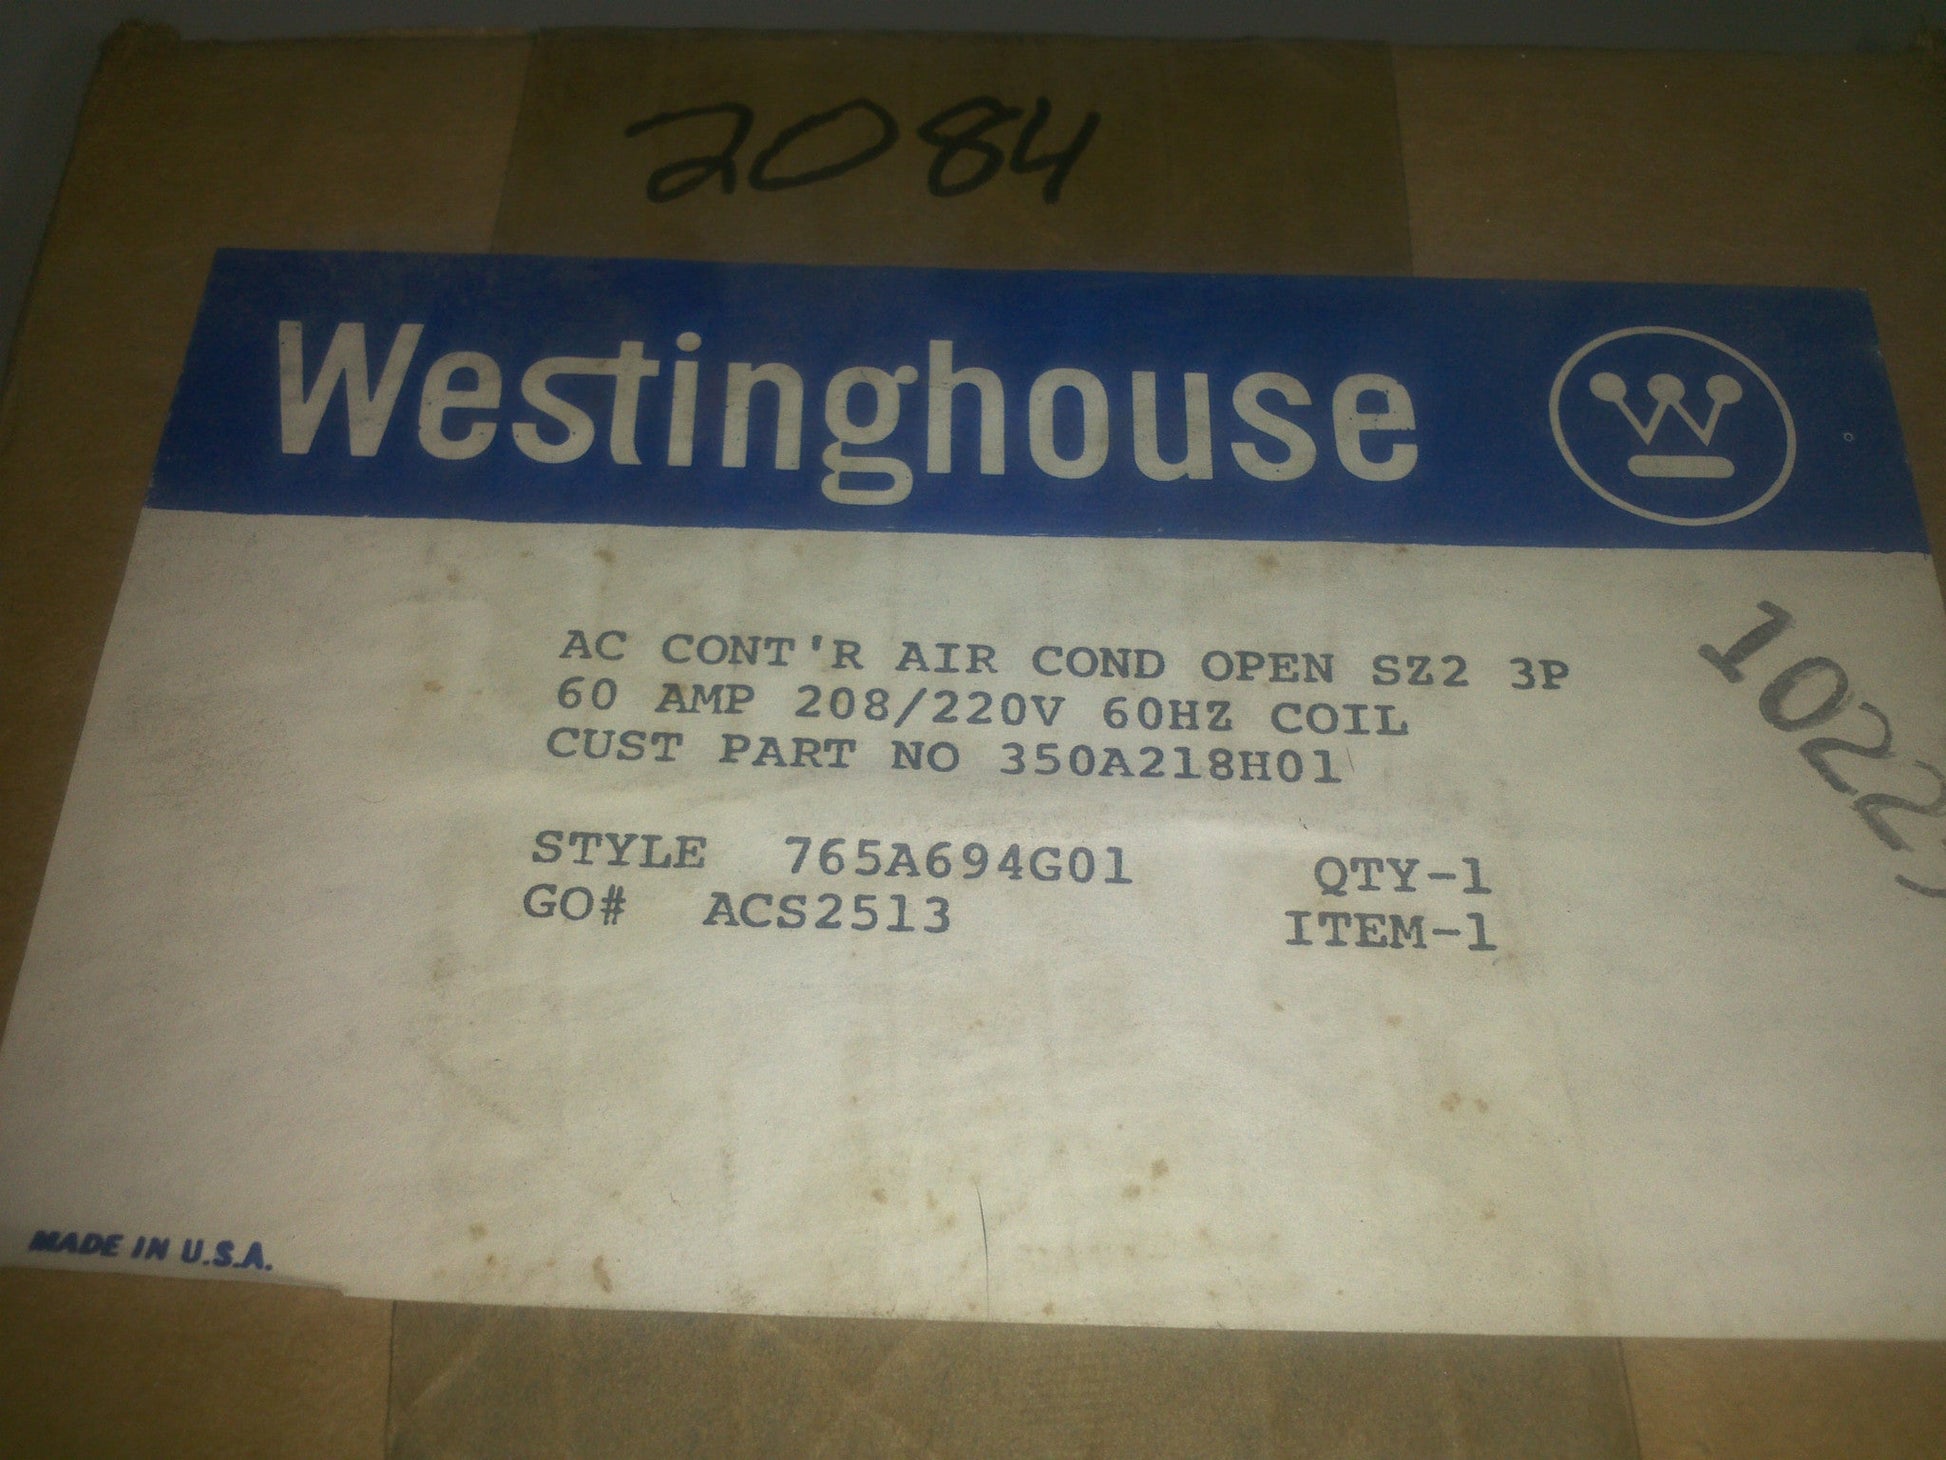 2084
Westinghouse
AC CONT'R AIR COND OPEN SZ2 3P
60 AMP 208/220V 60HZ COIL
CUST PART NO 350A218H01
STYLE 765A694G01 QTY-1
GO# ACS2513 ITEM-1
MADE IN U.S.A.